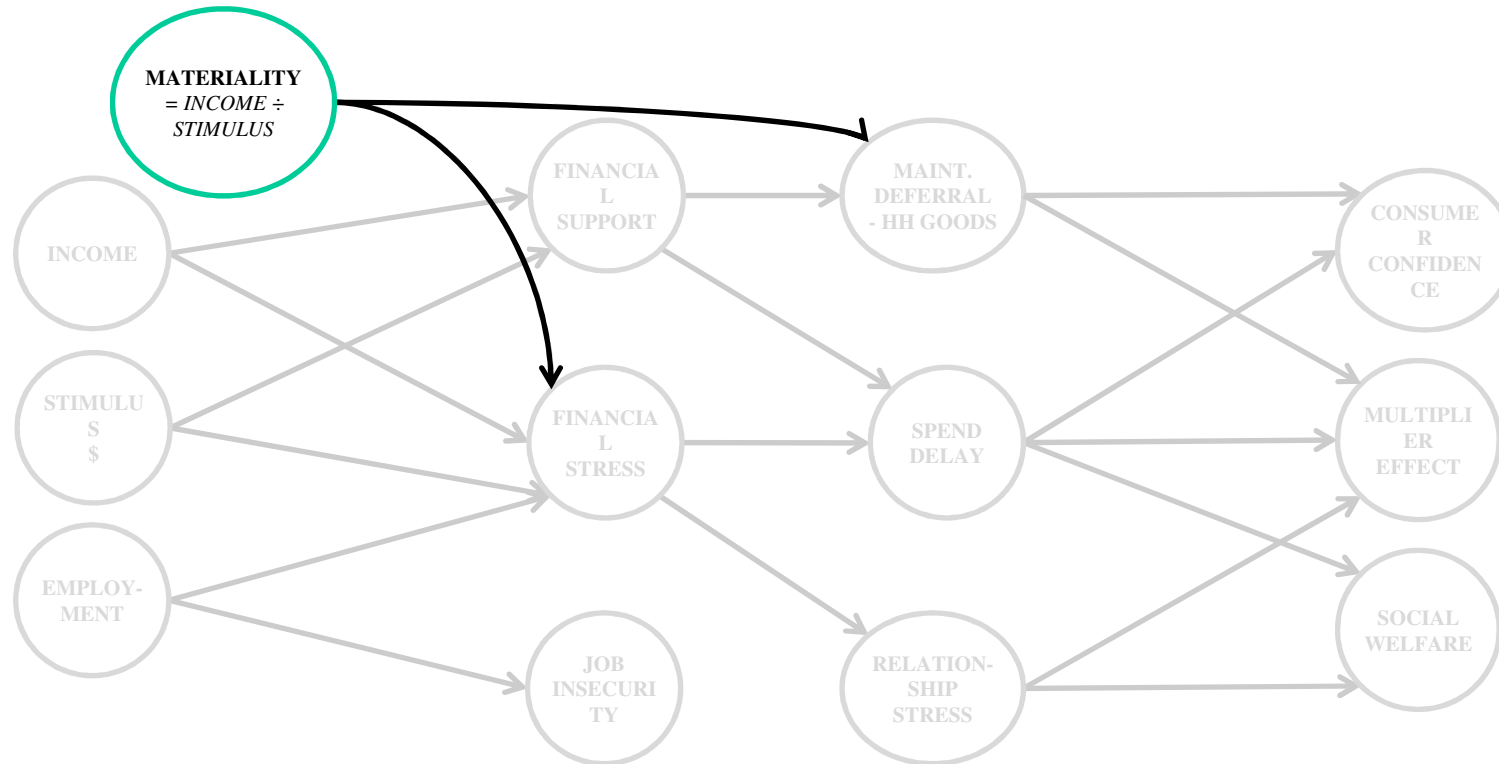 MATERIALITY
= INCOME ÷
STIMULUS
INCOME
STIMULU
S
$
EMPLOY-
MENT
FINANCIA
L
SUPPORT
FINANCIA
L
STRESS
JOB
INSECURI
TY
MAINT.
DEFERRAL
- HH GOODS
SPEND
DELAY
RELATION-
SHIP
STRESS
CONSUME
R
CONFIDEN
CE
MULTIPLI
ER
EFFECT
SOCIAL
WELFARE